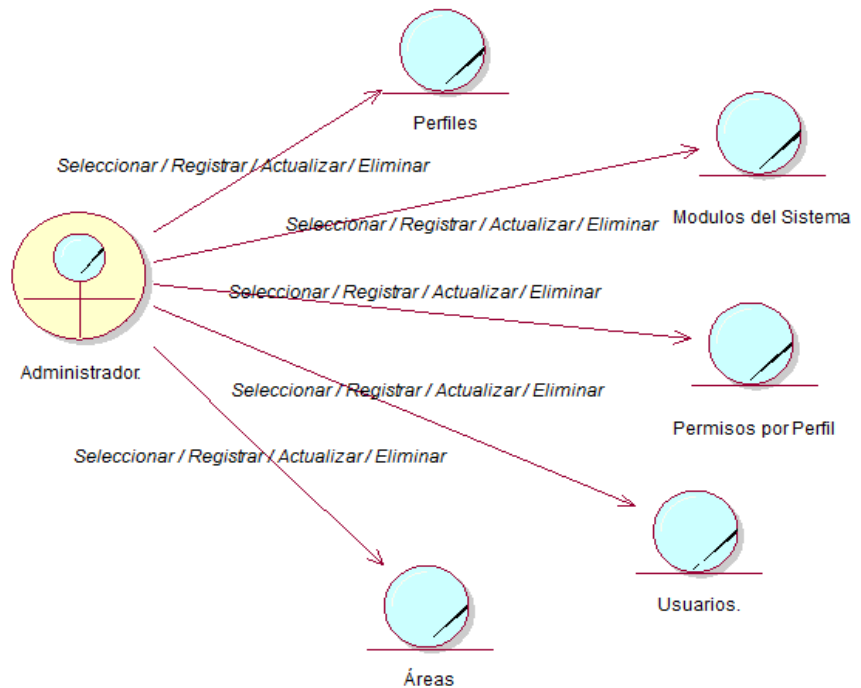 Perfiles
Seleccionar / Registrar / Actualizar / Eliminar
Seleccionar / Registrar / Actualizar / Eliminar
Modulos del Sistema
Seleccionar / Registrar / Actualizar / Eliminar
Administrador.
Seleccionar / Registrar / Actualizar / Eliminar
Permisos por Perfil
Seleccionar / Registrar / Actualizar / Eliminar
Usuarios.
Áreas